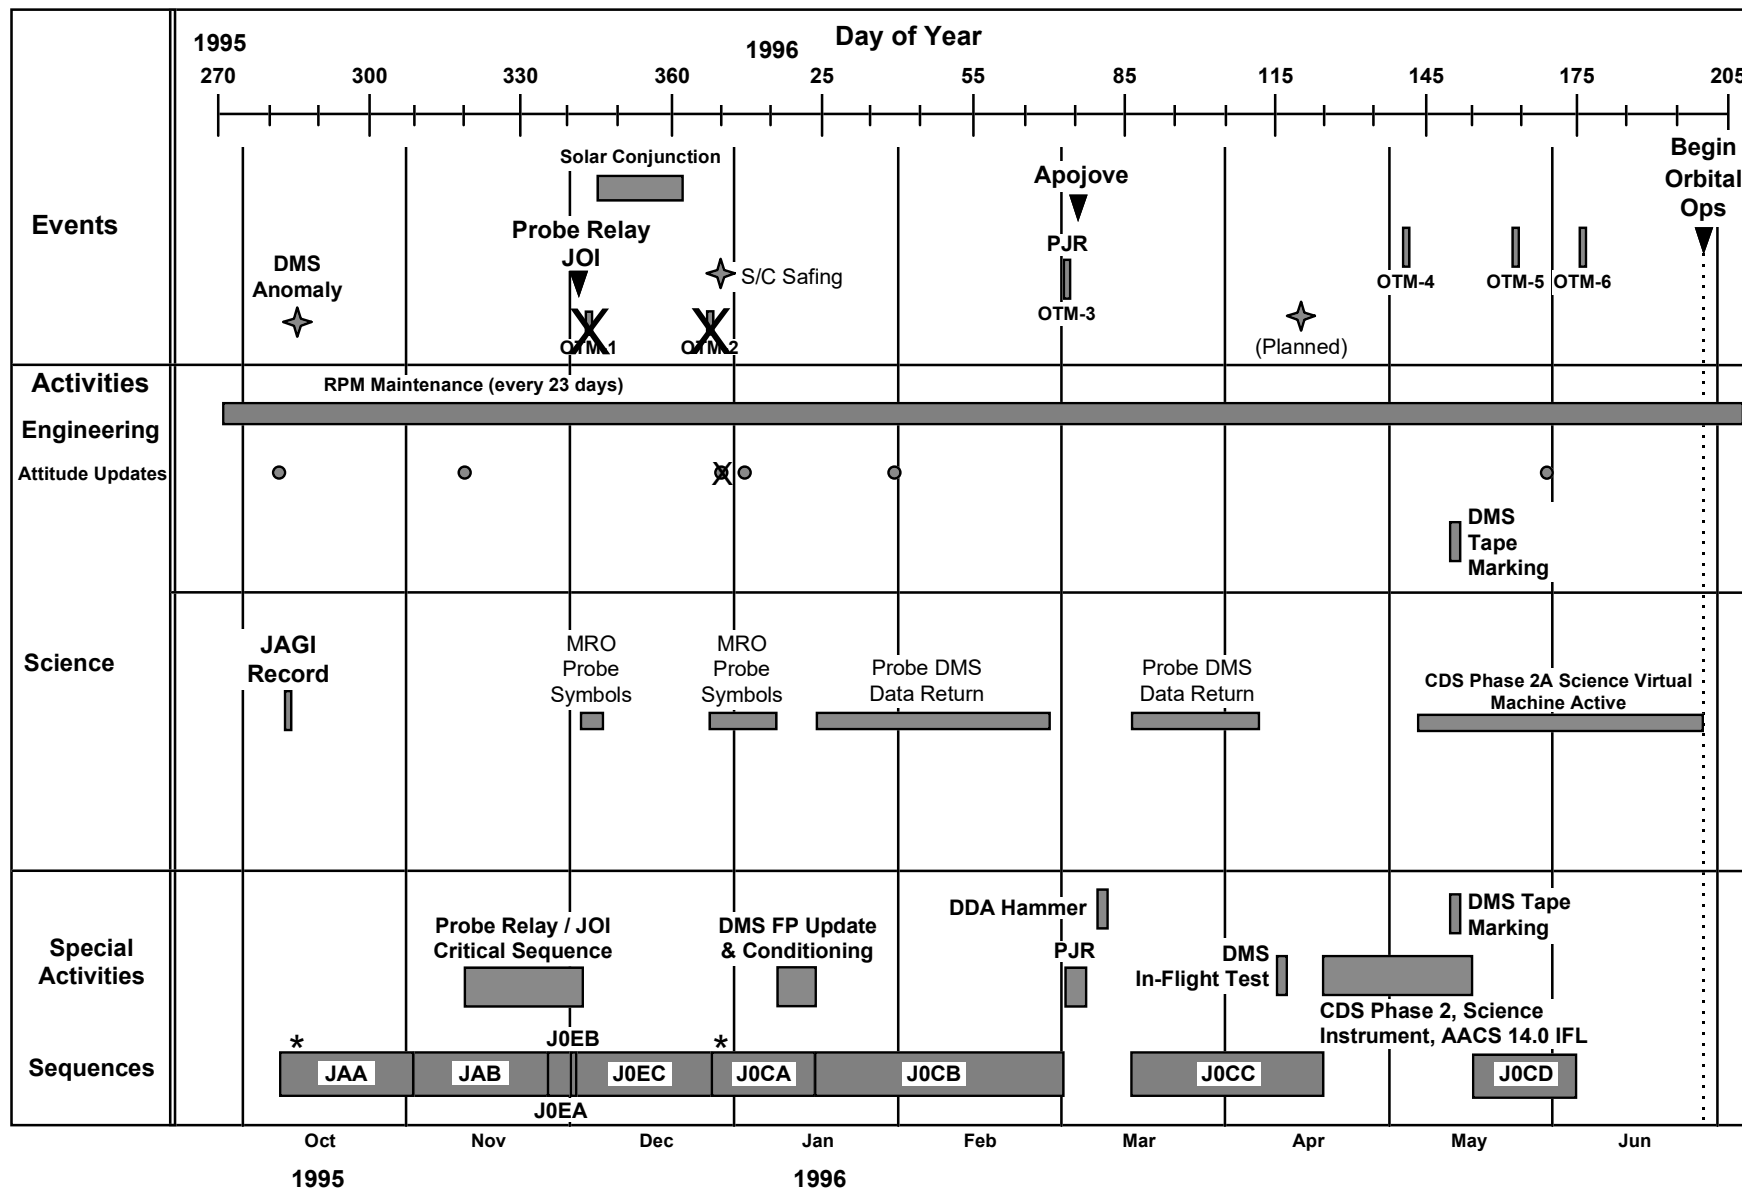 1995
1996
Day of Year
270 300 330 360 25 55 85 115 145 175 205
Events
Solar Conjunction
Probe Relay
JOI
DMS
Anomaly
S/C Safing
OTM-1
OTM-2
Apojove
PJR
OTM-3
(Planned)
OTM-4
OTM-5
OTM-6
Begin
Orbital
Ops
Activities
RPM Maintenance (every 23 days)
Engineering
Attitude Updates
DMS
Tape
Marking
Science
JAGI
Record
MRO
Probe
Symbols
MRO
Probe
Symbols
Probe DMS
Data Return
Probe DMS
Data Return
CDS Phase 2A Science Virtual
Machine Active
Special
Activities
Probe Relay / JOI
Critical Sequence
DMS FP Update
& Conditioning
DDA Hammer
PJR
DMS
In-Flight Test
DMS Tape
Marking
CDS Phase 2, Science
Instrument, AACS 14.0 IFL
Sequences
* J0EB *
JAA JAB J0EC J0CA J0CB J0CC J0CD
J0EA
Oct Nov Dec Jan Feb Mar Apr May Jun
1995 1996